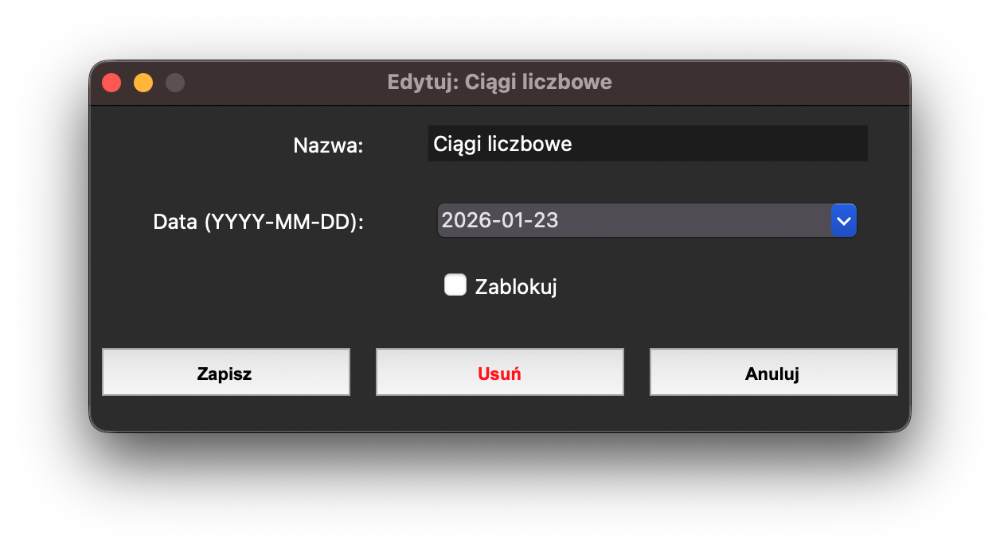 Edytuj: Ciągi liczbowe
Nazwa: Ciągi liczbowe
Data (YYYY-MM-DD): 2026-01-23
Zablokuj
Zapisz Usuń Anuluj